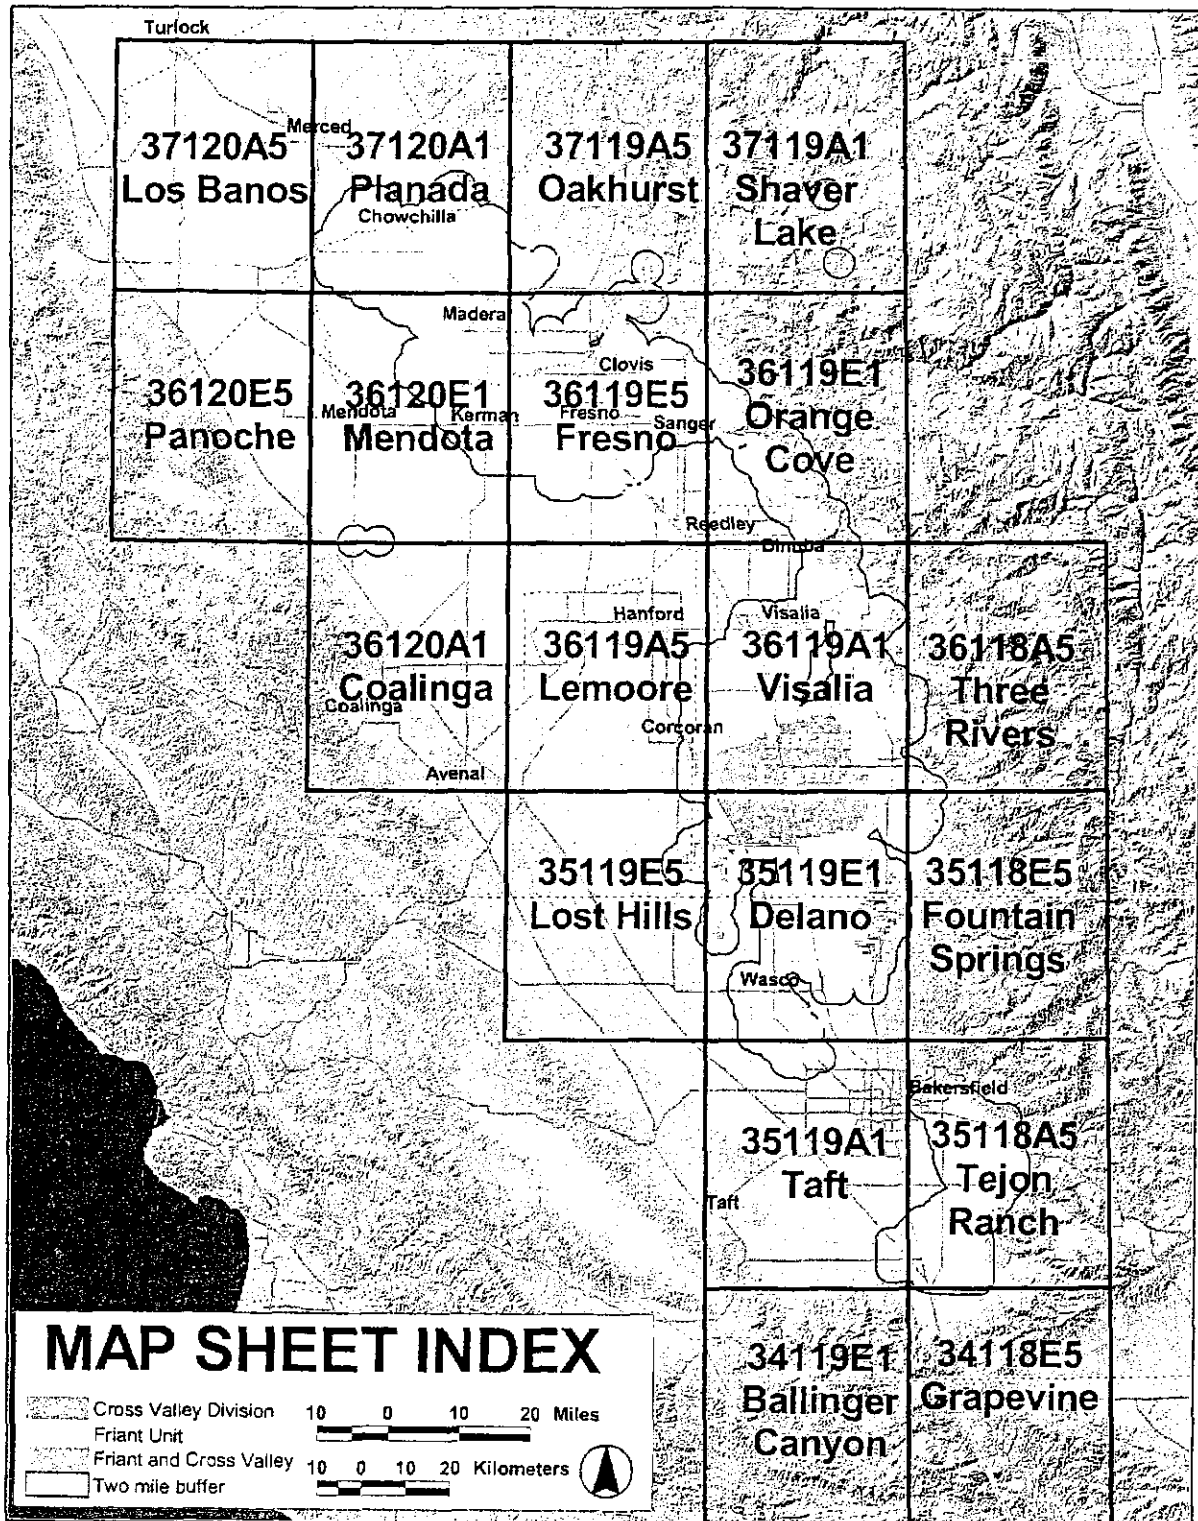 Turlock
Merced
37120A5
Los Banos
37120A1
Planada
Chowchilla
37119A5
Oakhurst
37119A1
Shaver
Lake
Madera
Clovis
36120E5
Panoche
36120E1
Mendota
Mendota
Kerman
36119E5
Fresno
Fresno
Sanger
36119E1
Orange
Cove
Reedley
Dinuba
Hanford
Visalia
36120A1
Coalinga
Coalinga
36119A5
Lemoore
36119A1
Visalia
36118A5
Three
Rivers
Corcoran
Avenal
35119E5
Lost Hills
35119E1
Delano
35118E5
Fountain
Springs
Wasco
Bakersfield
35119A1
Taft
35118A5
Tejon
Ranch
Taft
34119E1
Ballinger
Canyon
34118E5
Grapevine
MAP SHEET INDEX
Cross Valley Division
Friant Unit
Friant and Cross Valley
Two mile buffer
10 0 10 20 Miles
10 0 10 20 Kilometers